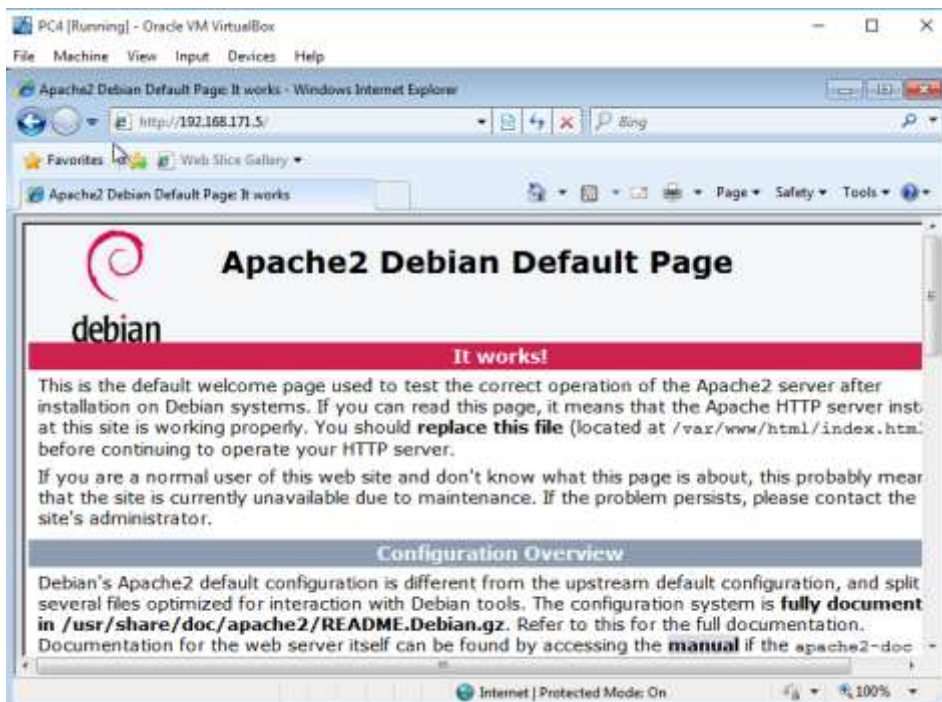 PC4 [Running] - Oracle VM VirtualBox
File Machine View Input Devices Help
Apache2 Debian Default Page: It works - Windows Internet Explorer
http://192.168.171.5/
Bing
Favorites Web Slice Gallery
Apache2 Debian Default Page: It works
Page Safety Tools
Apache2 Debian Default Page
debian
It works!
This is the default welcome page used to test the correct operation of the Apache2 server after
installation on Debian systems. If you can read this page, it means that the Apache HTTP server inst
at this site is working properly. You should replace this file (located at /var/www/html/index.htm
before continuing to operate your HTTP server.
If you are a normal user of this web site and don't know what this page is about, this probably mear
that the site is currently unavailable due to maintenance. If the problem persists, please contact the
site's administrator.
Configuration Overview
Debian's Apache2 default configuration is different from the upstream default configuration, and split
several files optimized for interaction with Debian tools. The configuration system is fully document
in /usr/share/doc/apache2/README.Debian.gz. Refer to this for the full documentation.
Documentation for the web server itself can be found by accessing the manual if the apache2-doc
Internet | Protected Mode: On
100%